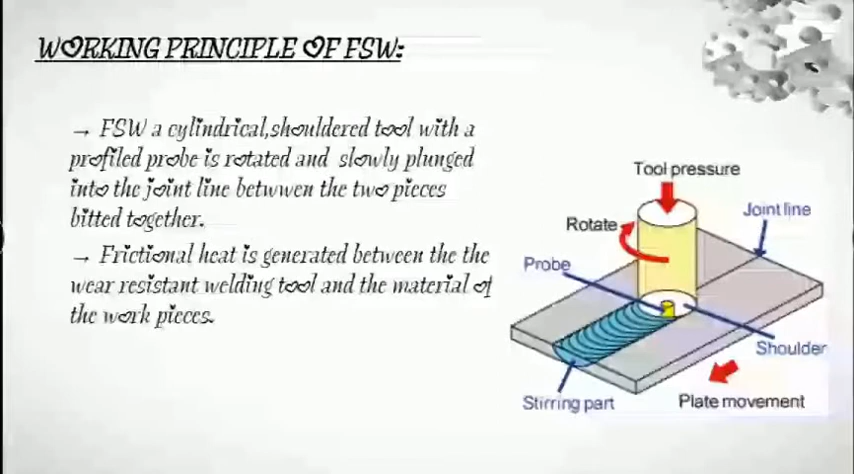 WORKING PRINCIPLE OF FSW:
→ FSW a cylindrical,shouldered tool with a
profiled probe is rotated and slowly plunged
into the joint line betwwen the two pieces
bitted together.
→ Frictional heat is generated between the the
wear resistant welding tool and the material of
the work pieces.
Tool pressure
Joint line
Rotate
Probe
Shoulder
Stirring part
Plate movement